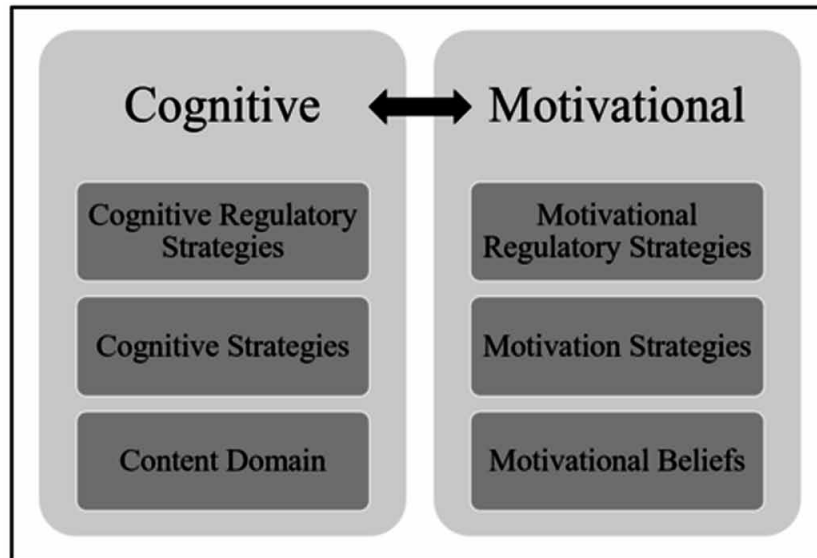 Cognitive
Cognitive Regulatory
Strategies
Cognitive Strategies
Content Domain
Motivational
Motivational
Regulatory Strategies
Motivation Strategies
Motivational Beliefs